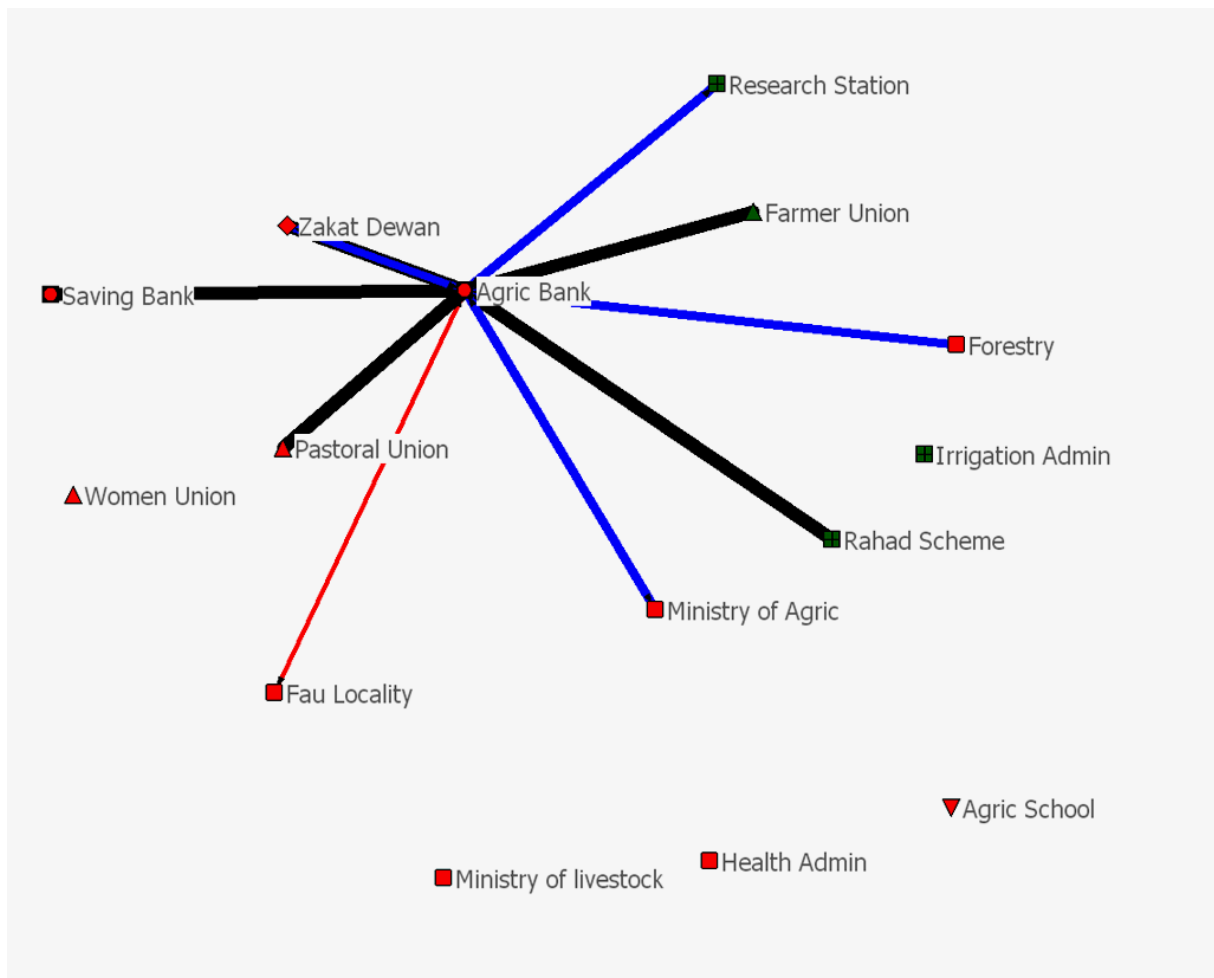 Research Station
Farmer Union
Zakat Dewan
Agric Bank
Saving Bank
Forestry
Pastoral Union
Irrigation Admin
Women Union
Rahad Scheme
Ministry of Agric
Fau Locality
Agric School
Health Admin
Ministry of livestock